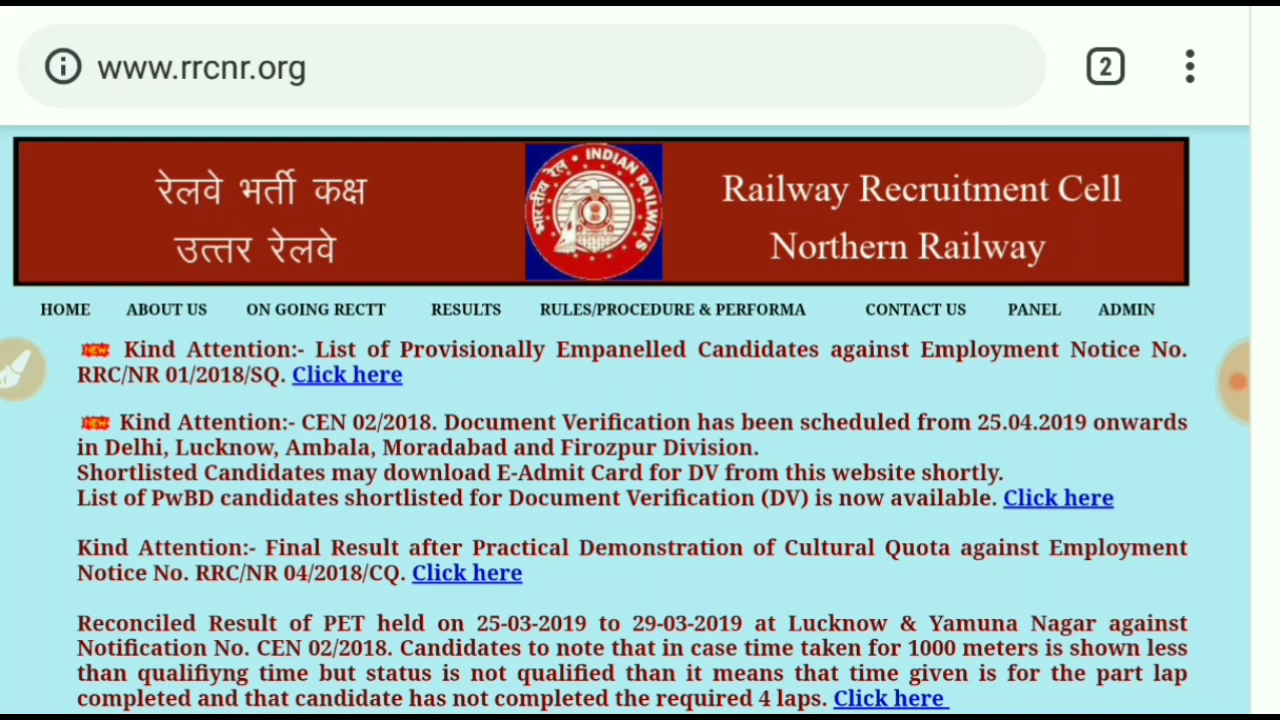 www.rrcnr.org
2
रेलवे भर्ती कक्ष
उत्तर रेलवे
भारतीय रेल • INDIAN RAILWAYS
Railway Recruitment Cell
Northern Railway
HOME ABOUT US ON GOING RECTT RESULTS RULES/PROCEDURE & PERFORMA CONTACT US PANEL ADMIN
NEW Kind Attention:- List of Provisionally Empanelled Candidates against Employment Notice No.
RRC/NR 01/2018/SQ. Click here
NEW Kind Attention:- CEN 02/2018. Document Verification has been scheduled from 25.04.2019 onwards
in Delhi, Lucknow, Ambala, Moradabad and Firozpur Division.
Shortlisted Candidates may download E-Admit Card for DV from this website shortly.
List of PwBD candidates shortlisted for Document Verification (DV) is now available. Click here
Kind Attention:- Final Result after Practical Demonstration of Cultural Quota against Employment
Notice No. RRC/NR 04/2018/CQ. Click here
Reconciled Result of PET held on 25-03-2019 to 29-03-2019 at Lucknow & Yamuna Nagar against
Notification No. CEN 02/2018. Candidates to note that in case time taken for 1000 meters is shown less
than qualifiyng time but status is not qualified than it means that time given is for the part lap
completed and that candidate has not completed the required 4 laps. Click here